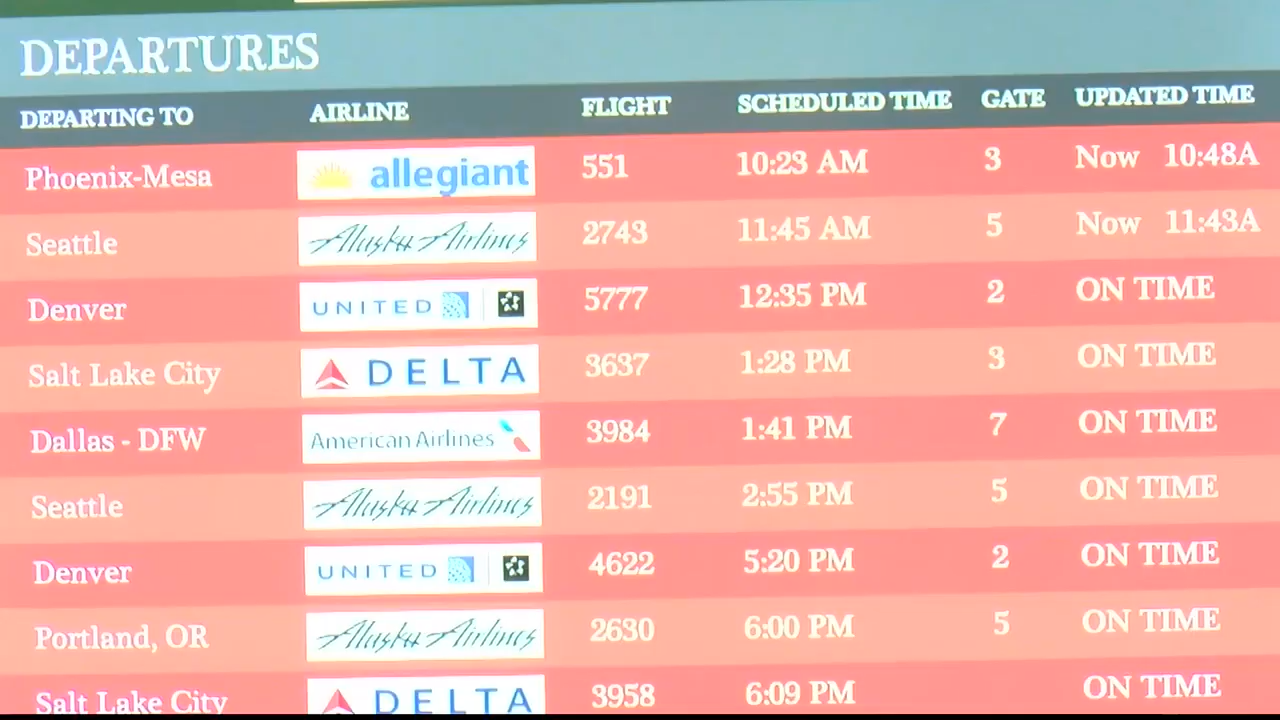 DEPARTURES
DEPARTING TO AIRLINE FLIGHT SCHEDULED TIME GATE UPDATED TIME
Phoenix-Mesa allegiant 551 10:23 AM 3 Now 10:48A
Seattle Alaska Airlines 2743 11:45 AM 5 Now 11:43A
Denver UNITED 5777 12:35 PM 2 ON TIME
Salt Lake City DELTA 3637 1:28 PM 3 ON TIME
Dallas - DFW American Airlines 3984 1:41 PM 7 ON TIME
Seattle Alaska Airlines 2191 2:55 PM 5 ON TIME
Denver UNITED 4622 5:20 PM 2 ON TIME
Portland, OR Alaska Airlines 2630 6:00 PM 5 ON TIME
Salt Lake City DELTA 3958 6:09 PM ON TIME